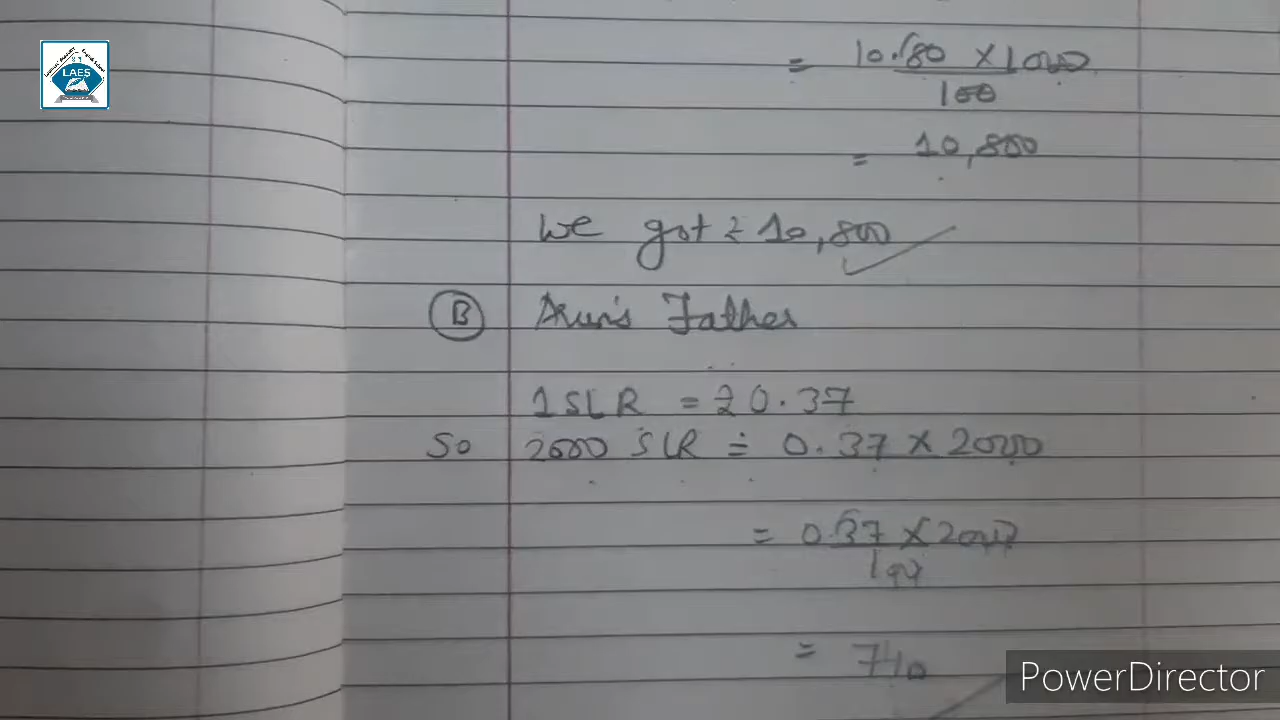 LAES
= 10.80 × 1000
100
= 10,800
We got ₹ 10,800
B Arun's Father
1 SLR = ₹ 0.37
So 2000 SLR = 0.37 × 2000
= 0.37 × 2000
100
= 740
PowerDirector